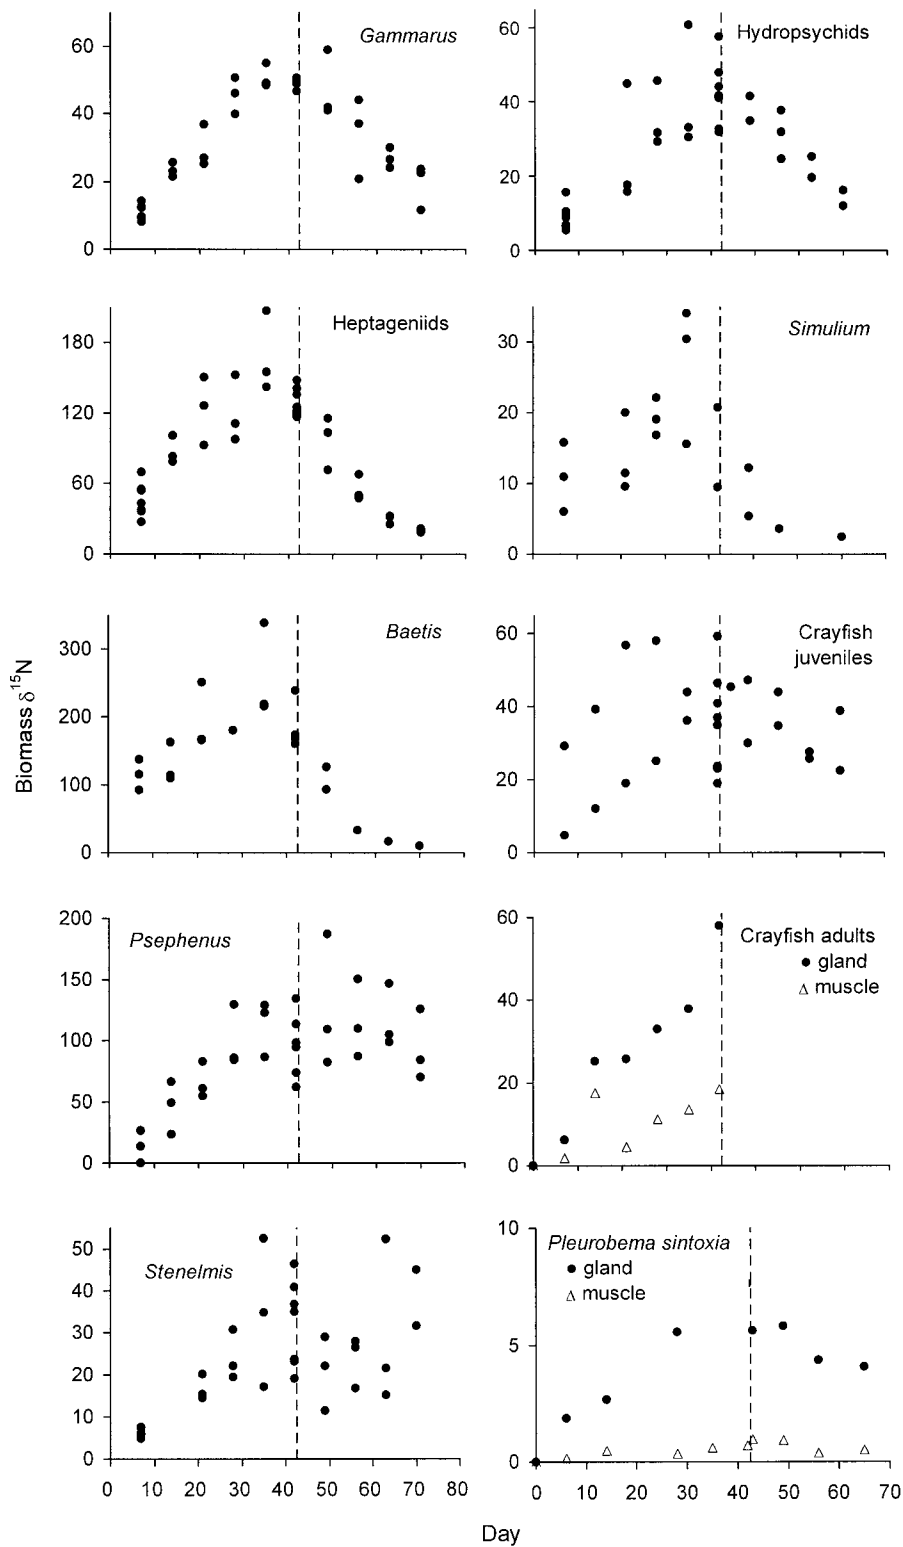 Gammarus
60
40
20
0
Hydropsychids
60
40
20
0
Heptageniids
180
120
60
0
Simulium
30
20
10
0
Baetis
300
200
100
0
Crayfish
juveniles
60
40
20
0
Biomass δ¹⁵N
Psephenus
200
150
100
50
0
Crayfish adults
● gland
△ muscle
60
40
20
0
Stenelmis
50
40
30
20
10
0
0 10 20 30 40 50 60 70 80
Pleurobema sintoxia
● gland
△ muscle
10
5
0
0 10 20 30 40 50 60 70
Day